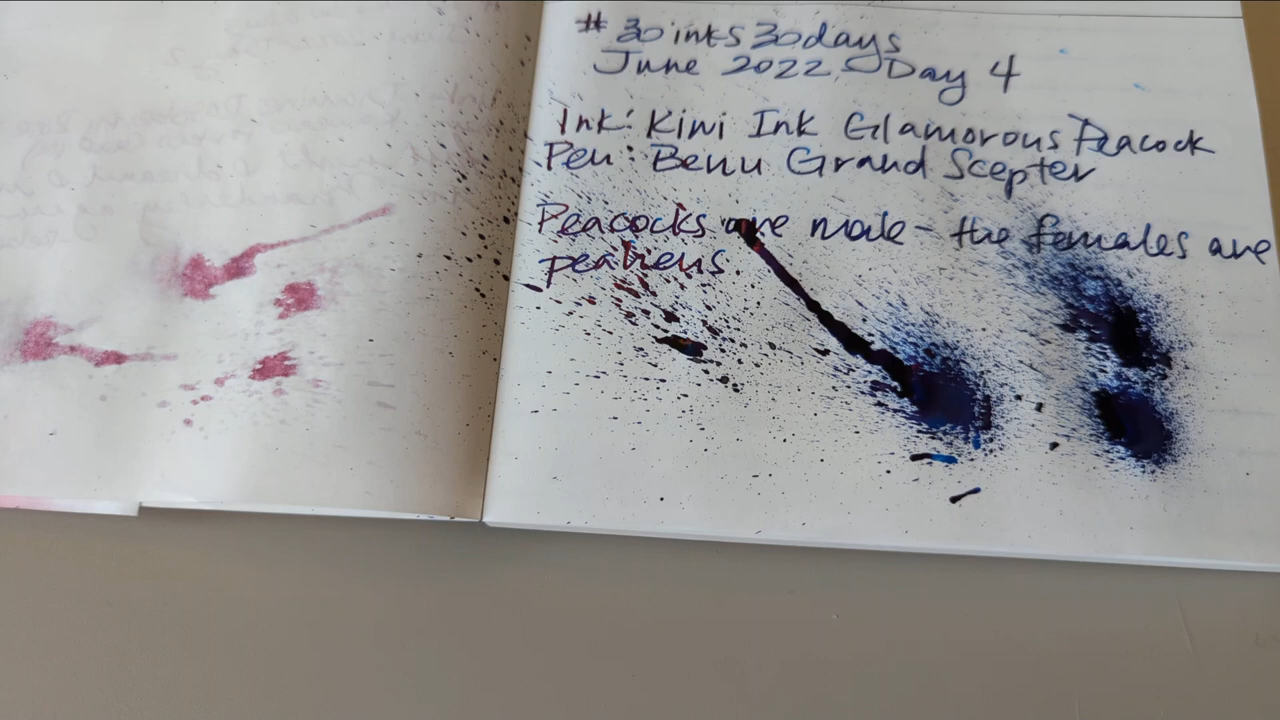 #30inks30days
June 2022, Day 4
Ink: Kiwi Ink Glamorous Peacock
Pen: Benu Grand Scepter
Peacocks are male - the females are
peahens.